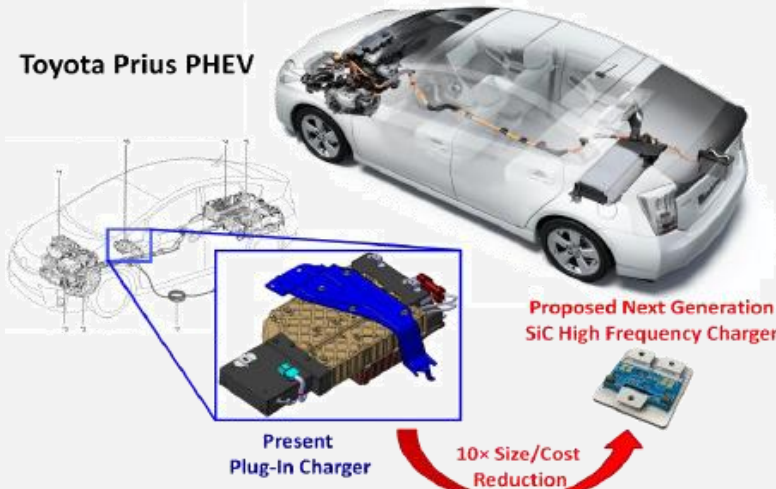 Toyota Prius PHEV
Proposed Next Generation
SiC High Frequency Charger
Present
Plug-In Charger
10× Size/Cost
Reduction